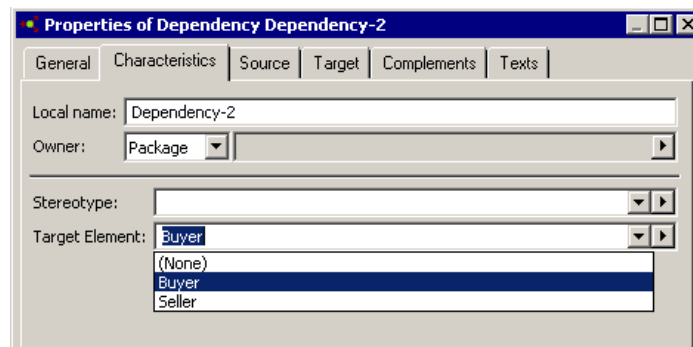 Properties of Dependency Dependency-2
General Characteristics Source Target Complements Texts
Local name: Dependency-2
Owner: Package
Stereotype:
Target Element: Buyer
(None)
Buyer
Seller